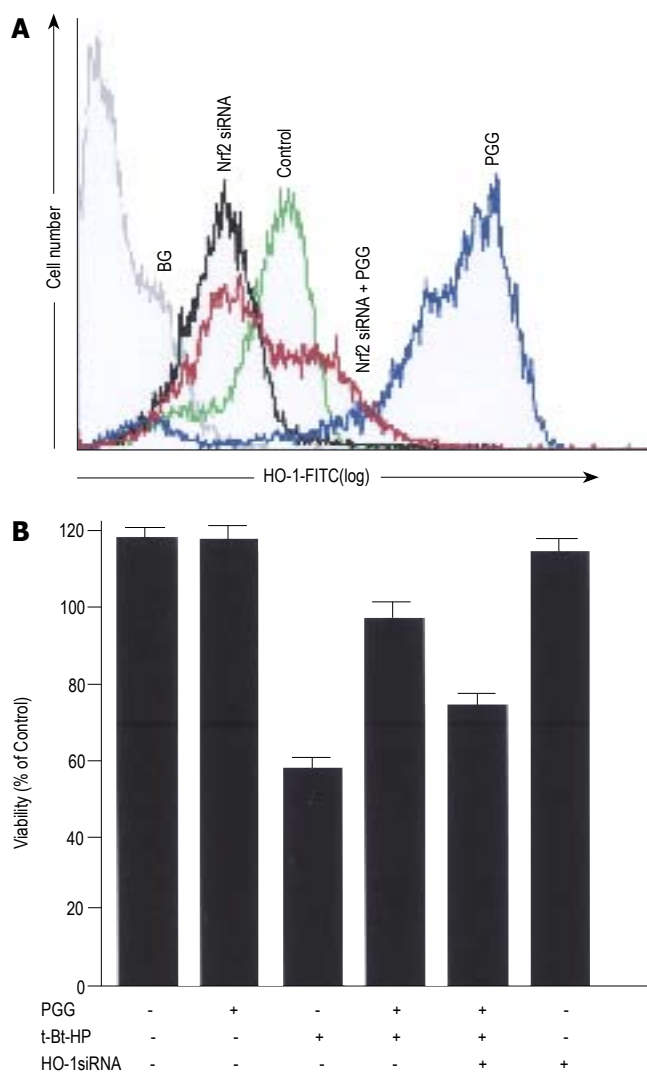 A
Cell number
BG
Nrf2 siRNA
Control
Nrf2 siRNA + PGG
PGG
HO-1-FITC(log)
B
Viability (% of Control)
120
100
80
60
40
20
0
PGG - + - + + -
t-Bt-HP - - + + + -
HO-1siRNA - - - - + +